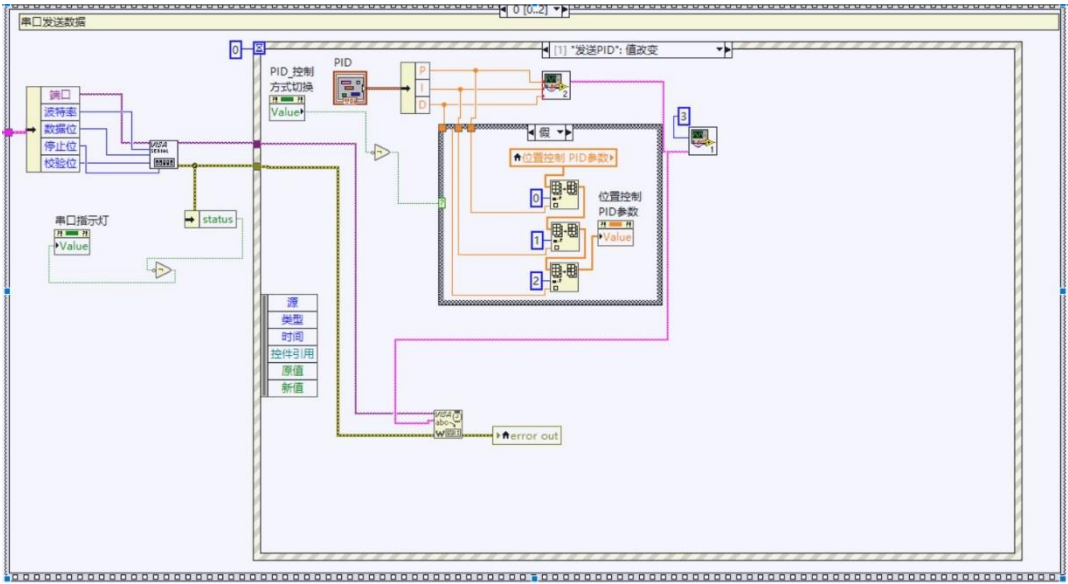 0 [0..2]
串口发送数据
0
[1] "发送PID": 值改变
PID_控制
方式切换
Value
PID
P
I
D
2
3
1
端口
波特率
数据位
停止位
校验位
VISA
SERIAL
假
位置控制 PID参数
0
1
2
位置控制
PID参数
Value
串口指示灯
Value
status
源
类型
时间
控件引用
原值
新值
VISA
abc
W
error out